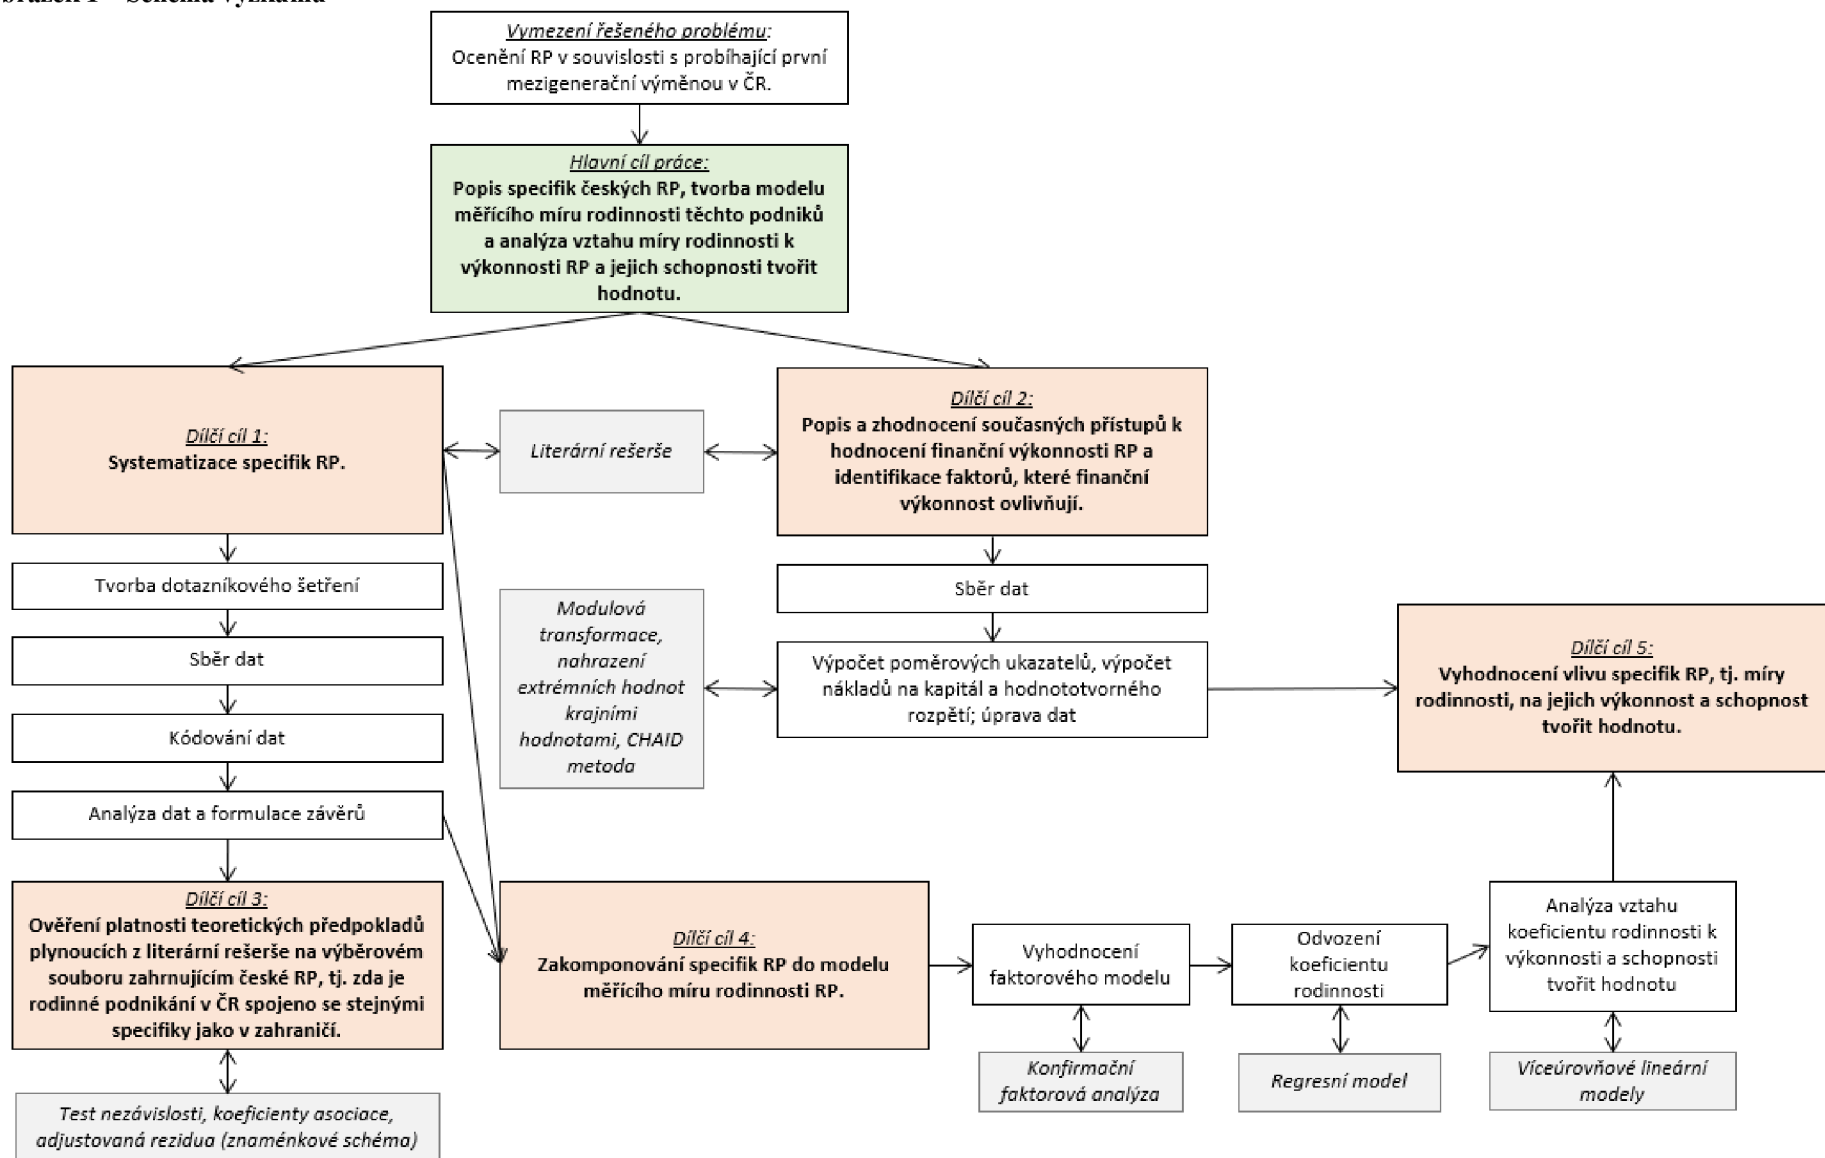 Vymezení řešeného problému:
Ocenění RP v souvislosti s probíhající první
mezigenerační výměnou v ČR.
Hlavní cíl práce:
Popis specifik českých RP, tvorba modelu
měřícího míru rodinnosti těchto podniků
a analýza vztahu míry rodinnosti k
výkonnosti RP a jejich schopnosti tvořit
hodnotu.
Dílčí cíl 1:
Systematizace specifik RP.
Literární rešerše
Dílčí cíl 2:
Popis a zhodnocení současných přístupů k
hodnocení finanční výkonnosti RP a
identifikace faktorů, které finanční
výkonnost ovlivňují.
Tvorba dotazníkového šetření
Sběr dat
Kódování dat
Analýza dat a formulace závěrů
Modulová
transformace,
nahrazení
extrémních hodnot
krajními
hodnotami, CHAID
metoda
Sběr dat
Výpočet poměrových ukazatelů, výpočet
nákladů na kapitál a hodnototvorného
rozpětí; úprava dat
Dílčí cíl 5:
Vyhodnocení vlivu specifik RP, tj. míry
rodinnosti, na jejich výkonnost a schopnost
tvořit hodnotu.
Dílčí cíl 3:
Ověření platnosti teoretických předpokladů
plynoucích z literární rešerše na výběrovém
souboru zahrnujícím české RP, tj. zda je
rodinné podnikání v ČR spojeno se stejnými
specifiky jako v zahraničí.
Dílčí cíl 4:
Zakomponování specifik RP do modelu
měřícího míru rodinnosti RP.
Vyhodnocení
faktorového modelu
Odvození
koeficientu
rodinnosti
Analýza vztahu
koeficientu rodinnosti k
výkonnosti a schopnosti
tvořit hodnotu
Test nezávislosti, koeficienty asociace,
adjustovaná rezidua (znaménkové schéma)
Konfirmační
faktorová analýza
Regresní model
Víceúrovňové lineární
modely